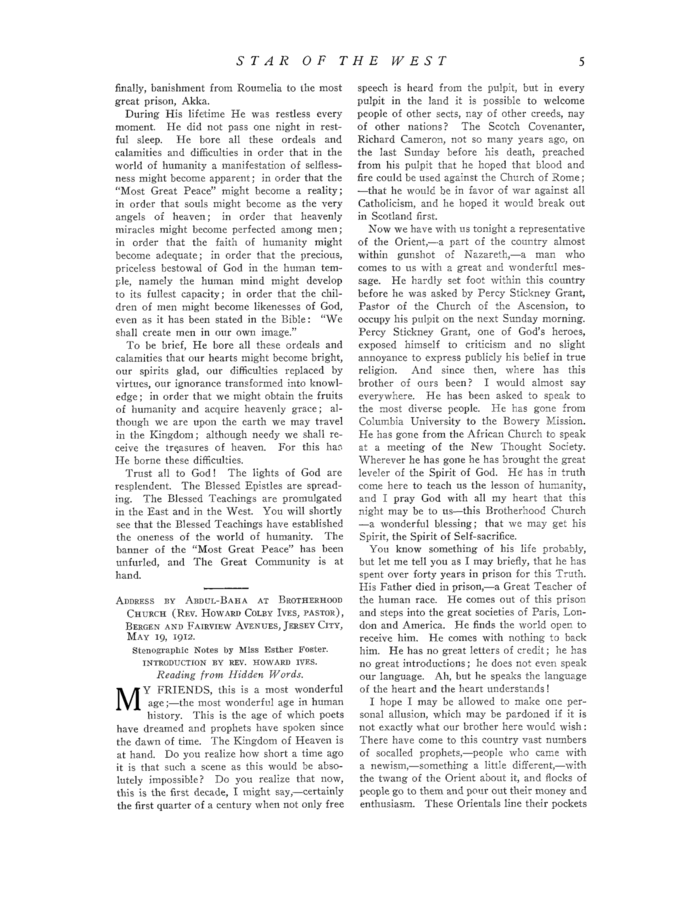 STAR OF THE WEST 5
finally, banishment from Roumelia to the most
great prison, Akka.
During His lifetime He was restless every
moment. He did not pass one night in rest-
ful sleep. He bore all these ordeals and
calamities and difficulties in order that in the
world of humanity a manifestation of selfless-
ness might become apparent; in order that the
"Most Great Peace" might become a reality;
in order that souls might become as the very
angels of heaven; in order that heavenly
miracles might become perfected among men;
in order that the faith of humanity might
become adequate; in order that the precious,
priceless bestowal of God in the human tem-
ple, namely the human mind might develop
to its fullest capacity; in order that the chil-
dren of men might become likenesses of God,
even as it has been stated in the Bible: "We
shall create men in our own image."
To be brief, He bore all these ordeals and
calamities that our hearts might become bright,
our spirits glad, our difficulties replaced by
virtues, our ignorance transformed into knowl-
edge; in order that we might obtain the fruits
of humanity and acquire heavenly grace; al-
though we are upon the earth we may travel
in the Kingdom; although needy we shall re-
ceive the treasures of heaven. For this has
He borne these difficulties.
Trust all to God! The lights of God are
resplendent. The Blessed Epistles are spread-
ing. The Blessed Teachings are promulgated
in the East and in the West. You will shortly
see that the Blessed Teachings have established
the oneness of the world of humanity. The
banner of the "Most Great Peace" has been
unfurled, and The Great Community is at
hand.
ADDRESS BY ABDUL-BAHA AT BROTHERHOOD
CHURCH (REV. HOWARD COLBY IVES, PASTOR),
BERGEN AND FAIRVIEW AVENUES, JERSEY CITY,
MAY 19, 1912.
Stenographic Notes by Miss Esther Foster.
INTRODUCTION BY REV. HOWARD IVES.
Reading from Hidden Words.
MY FRIENDS, this is a most wonderful
age;—the most wonderful age in human
history. This is the age of which poets
have dreamed and prophets have spoken since
the dawn of time. The Kingdom of Heaven is
at hand. Do you realize how short a time ago
it is that such a scene as this would be abso-
lutely impossible? Do you realize that now,
this is the first decade, I might say,—certainly
the first quarter of a century when not only free
speech is heard from the pulpit, but in every
pulpit in the land it is possible to welcome
people of other sects, nay of other creeds, nay
of other nations? The Scotch Covenanter,
Richard Cameron, not so many years ago, on
the last Sunday before his death, preached
from his pulpit that he hoped that blood and
fire could be used against the Church of Rome;
—that he would be in favor of war against all
Catholicism, and he hoped it would break out
in Scotland first.
Now we have with us tonight a representative
of the Orient,—a part of the country almost
within gunshot of Nazareth,—a man who
comes to us with a great and wonderful mes-
sage. He hardly set foot within this country
before he was asked by Percy Stickney Grant,
Pastor of the Church of the Ascension, to
occupy his pulpit on the next Sunday morning.
Percy Stickney Grant, one of God's heroes,
exposed himself to criticism and no slight
annoyance to express publicly his belief in true
religion. And since then, where has this
brother of ours been? I would almost say
everywhere. He has been asked to speak to
the most diverse people. He has gone from
Columbia University to the Bowery Mission.
He has gone from the African Church to speak
at a meeting of the New Thought Society.
Wherever he has gone he has brought the great
leveler of the Spirit of God. He has in truth
come here to teach us the lesson of humanity,
and I pray God with all my heart that this
night may be to us—this Brotherhood Church
—a wonderful blessing; that we may get his
Spirit, the Spirit of Self-sacrifice.
You know something of his life probably,
but let me tell you as I may briefly, that he has
spent over forty years in prison for this Truth.
His Father died in prison,—a Great Teacher of
the human race. He comes out of this prison
and steps into the great societies of Paris, Lon-
don and America. He finds the world open to
receive him. He comes with nothing to back
him. He has no great letters of credit; he has
no great introductions; he does not even speak
our language. Ah, but he speaks the language
of the heart and the heart understands!
I hope I may be allowed to make one per-
sonal allusion, which may be pardoned if it is
not exactly what our brother here would wish:
There have come to this country vast numbers
of socalled prophets,—people who came with
a newism,—something a little different,—with
the twang of the Orient about it, and flocks of
people go to them and pour out their money and
enthusiasm. These Orientals line their pockets